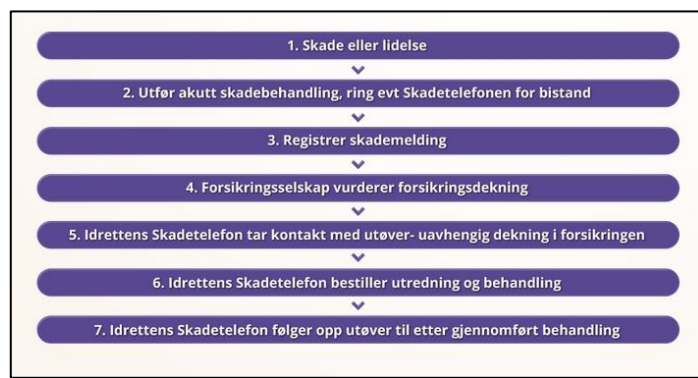 1. Skade eller lidelse
2. Utfør akutt skadebehandling, ring evt Skadetelefonen for bistand
3. Registrer skademelding
4. Forsikringsselskap vurderer forsikringsdekning
5. Idrettens Skadetelefon tar kontakt med utøver- uavhengig dekning i forsikringen
6. Idrettens Skadetelefon bestiller utredning og behandling
7. Idrettens Skadetelefon følger opp utøver til etter gjennomført behandling